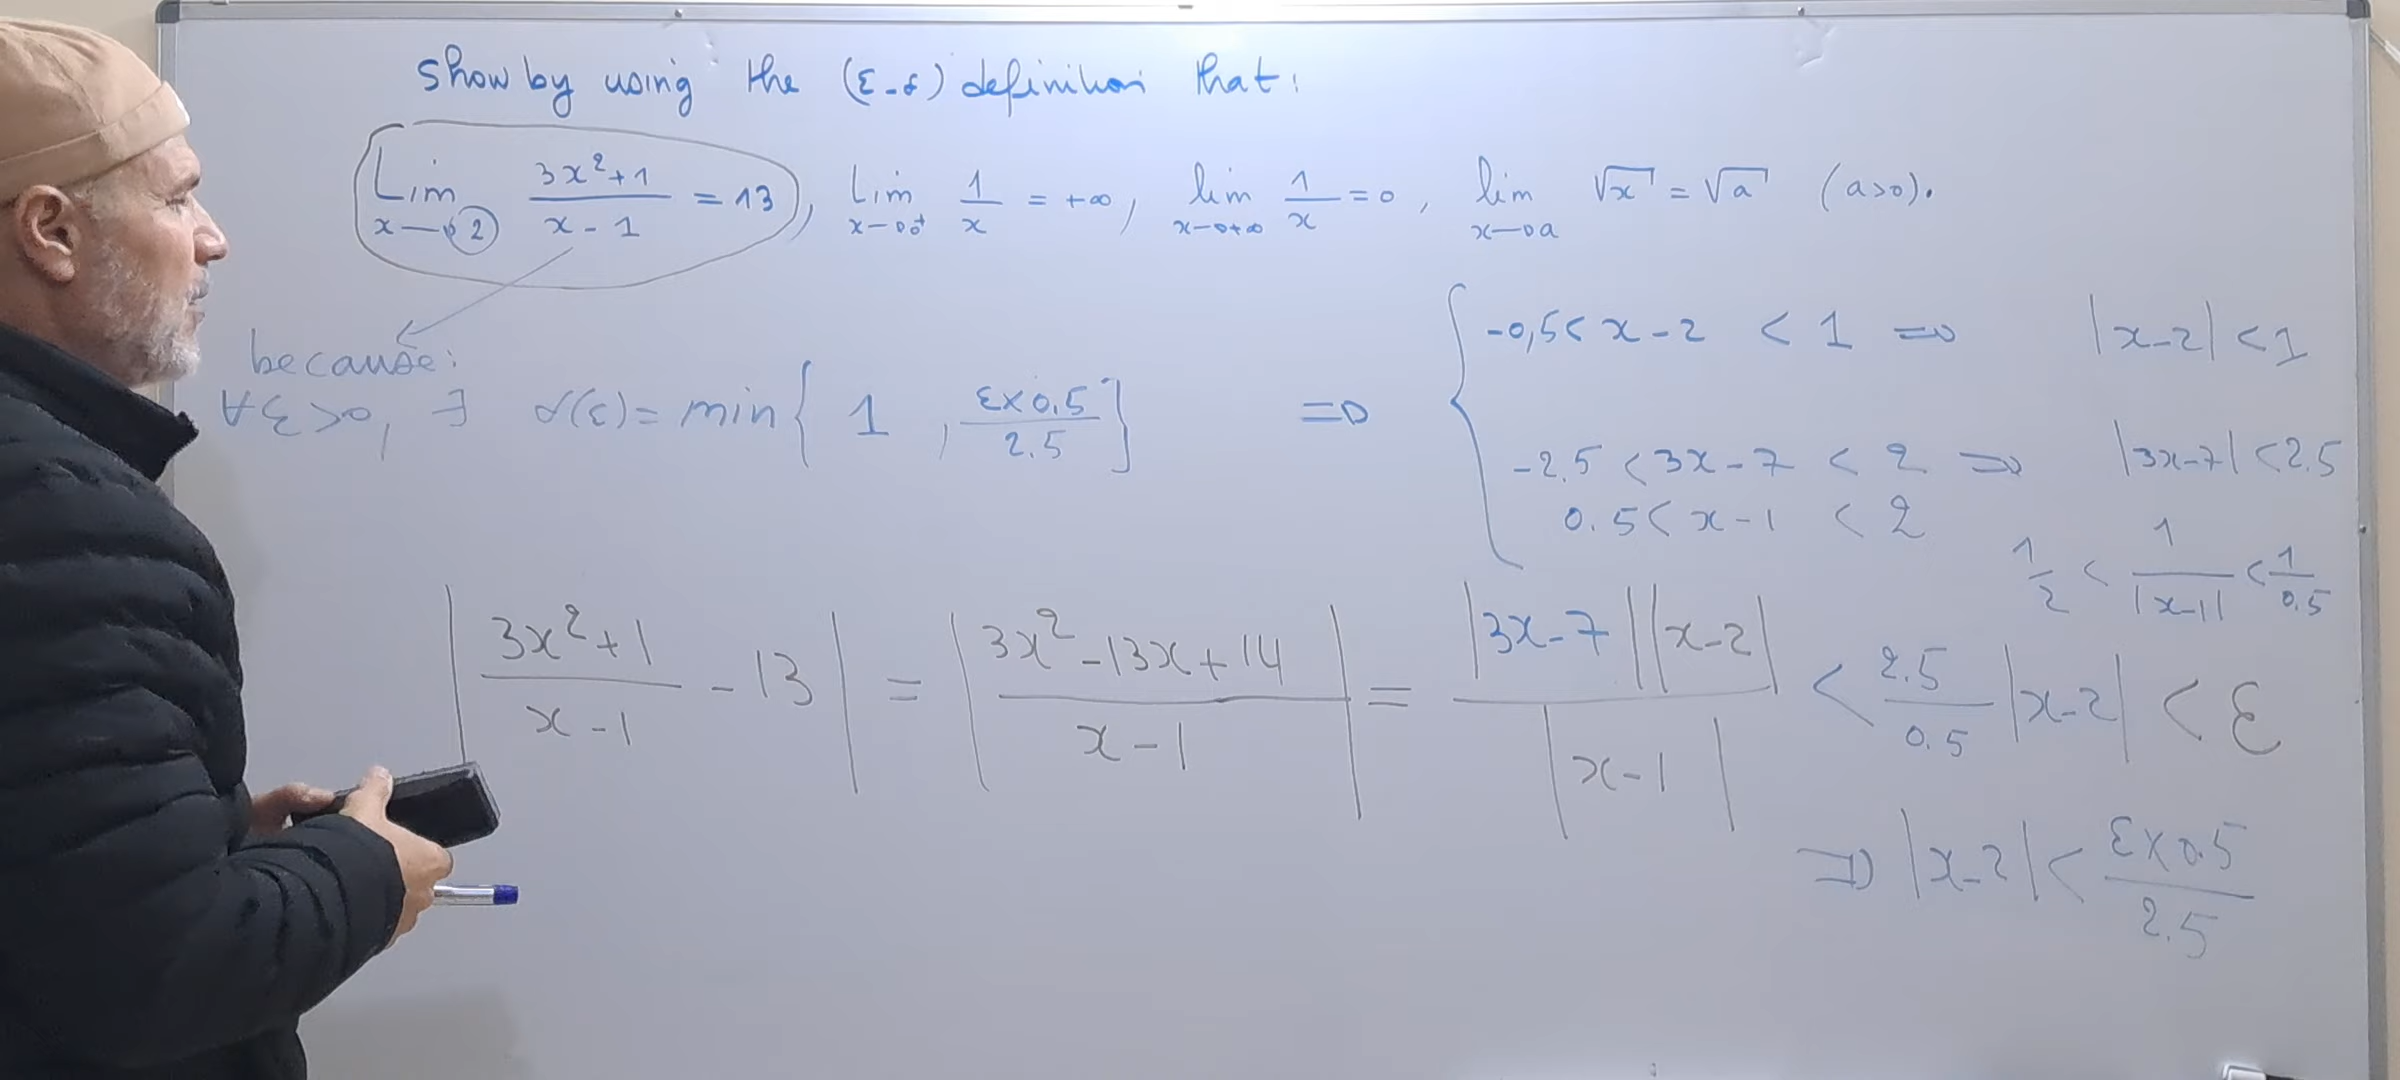 show by using the (ε-δ) definition that:
Lim x→2 3x²+1 / x-1 = 13, Lim x→0⁺ 1/x = +∞, lim x→+∞ 1/x = 0, lim x→a √x = √a (a>0).
because:
-0,5 < x-2 < 1 ⇒ |x-2| < 1
∀ε>0, ∃ δ(ε) = min{ 1 , ε×0.5 / 2.5 } ⇒
-2.5 < 3x-7 < 2 ⇒ |3x-7| < 2.5
0.5 < x-1 < 2
1/2 < 1/|x-1| < 1/0.5
|3x²+1 / x-1 - 13| = |3x²-13x+14 / x-1| = |3x-7||x-2| / |x-1| < 2.5/0.5 |x-2| < ε
⇒ |x-2| < ε×0.5 / 2.5